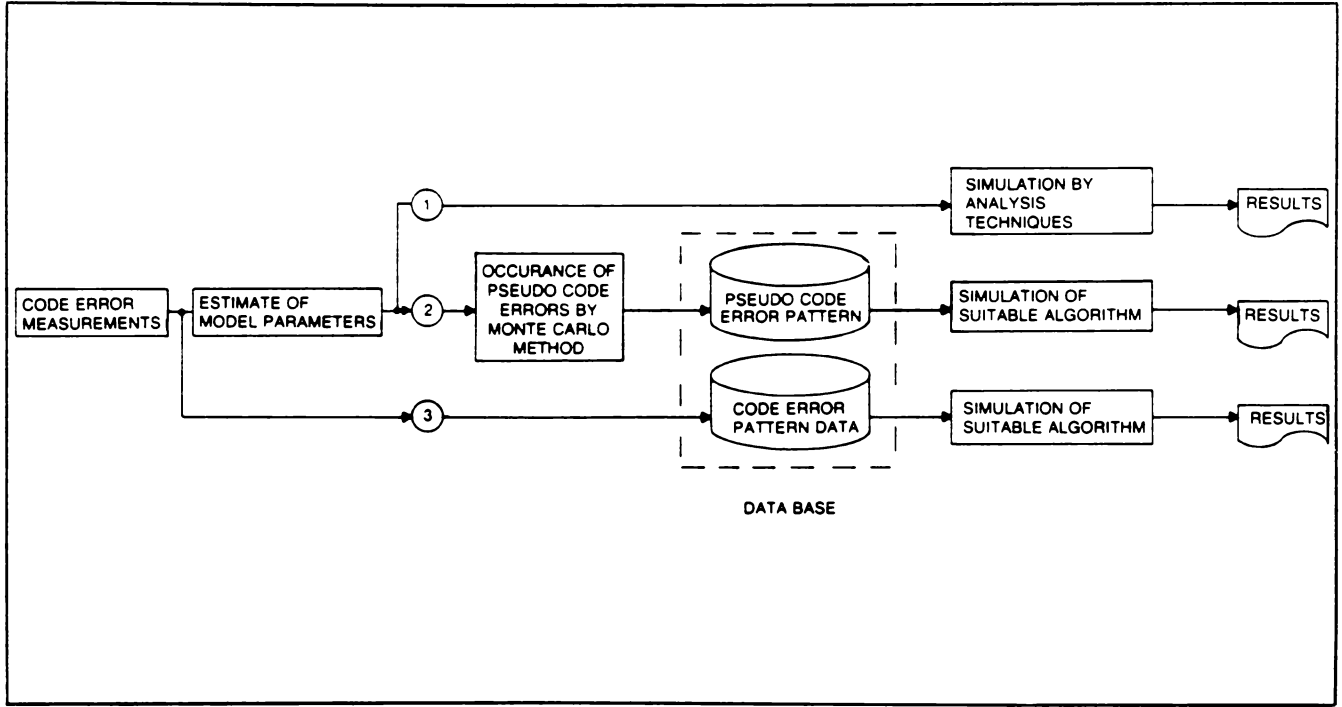 1
SIMULATION BY
ANALYSIS
TECHNIQUES
RESULTS
CODE ERROR
MEASUREMENTS
ESTIMATE OF
MODEL PARAMETERS
2
OCCURANCE OF
PSEUDO CODE
ERRORS BY
MONTE CARLO
METHOD
PSEUDO CODE
ERROR PATTERN
SIMULATION OF
SUITABLE ALGORITHM
RESULTS
3
CODE ERROR
PATTERN DATA
SIMULATION OF
SUITABLE ALGORITHM
RESULTS
DATA BASE